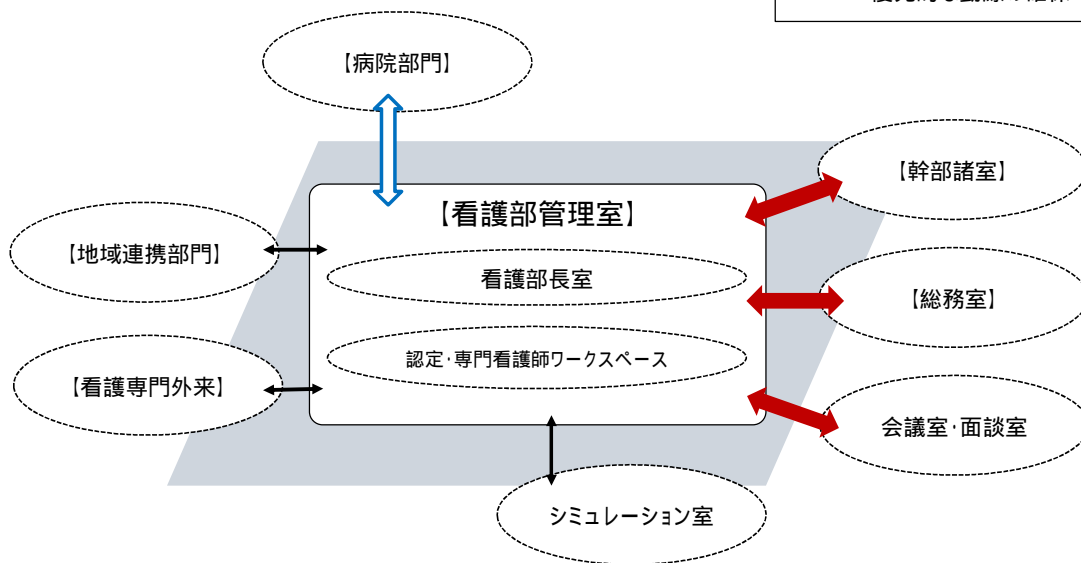 【病院部門】
【幹部諸室】
【看護部管理室】
【地域連携部門】
看護部長室
【総務室】
認定・専門看護師ワークスペース
【看護専門外来】
会議室・面談室
シミュレーション室